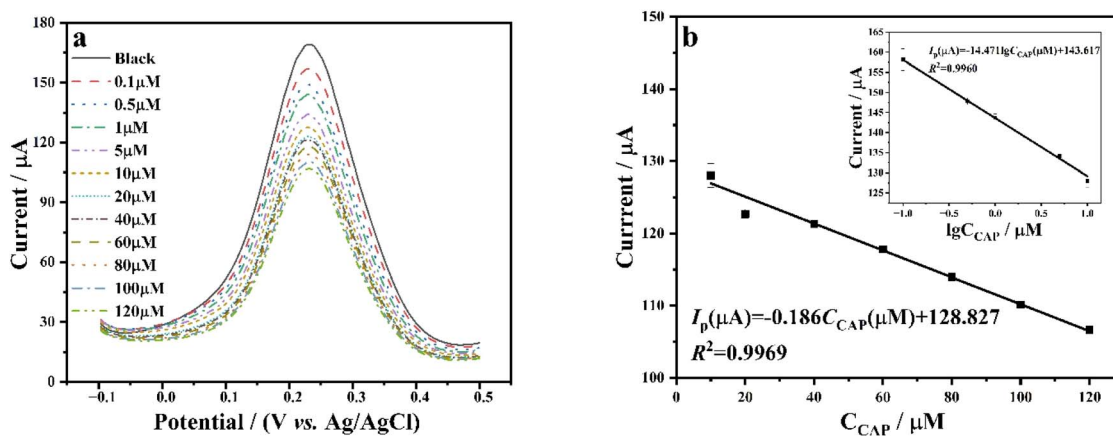 a
Black
0.1μM
0.5μM
1μM
5μM
10μM
20μM
40μM
60μM
80μM
100μM
120μM
180
150
120
90
60
30
0
Current / μA
−0.1
0.0
0.1
0.2
0.3
0.4
0.5
Potential / (V vs. Ag/AgCl)
b
150
140
130
120
110
100
Currrent / μA
Ip(μA)=-0.186CCAP(μM)+128.827
R²=0.9969
0
20
40
60
80
100
120
CCAP / μM
165
160
155
150
145
140
135
130
125
Current / μA
Ip(μA)=-14.471lgCCAP(μM)+143.617
R²=0.9960
−1.0
−0.5
0.0
0.5
1.0
lgCCAP / μM